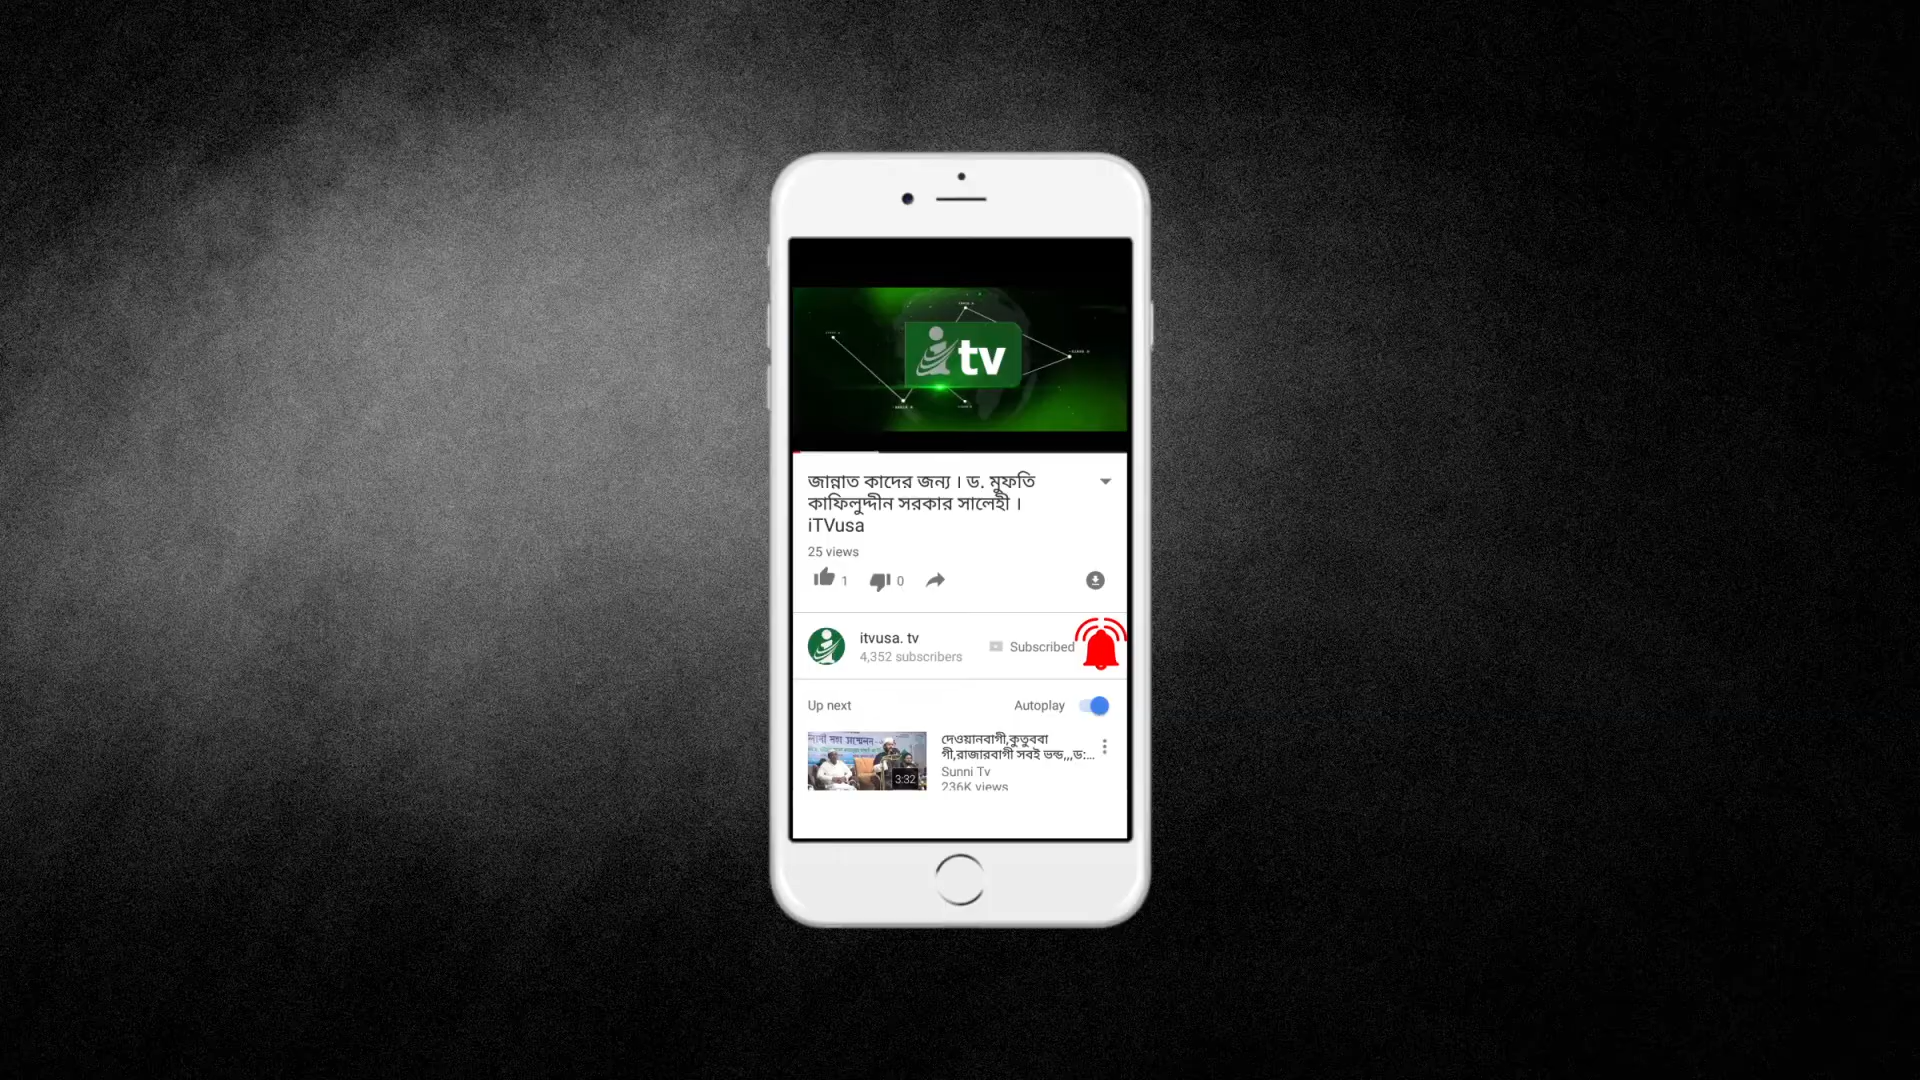 tv
জান্নাত কাদের জন্য । ড. মুফতি
কাফিলুদ্দীন সরকার সালেহী ।
iTVusa
25 views
1
0
itvusa. tv
4,352 subscribers
Subscribed
Up next
Autoplay
3:32
দেওয়ানবাগী,কুতুববা
গী,রাজারবাগী সবই ভন্ড,,,ড:...
Sunni Tv
236K views